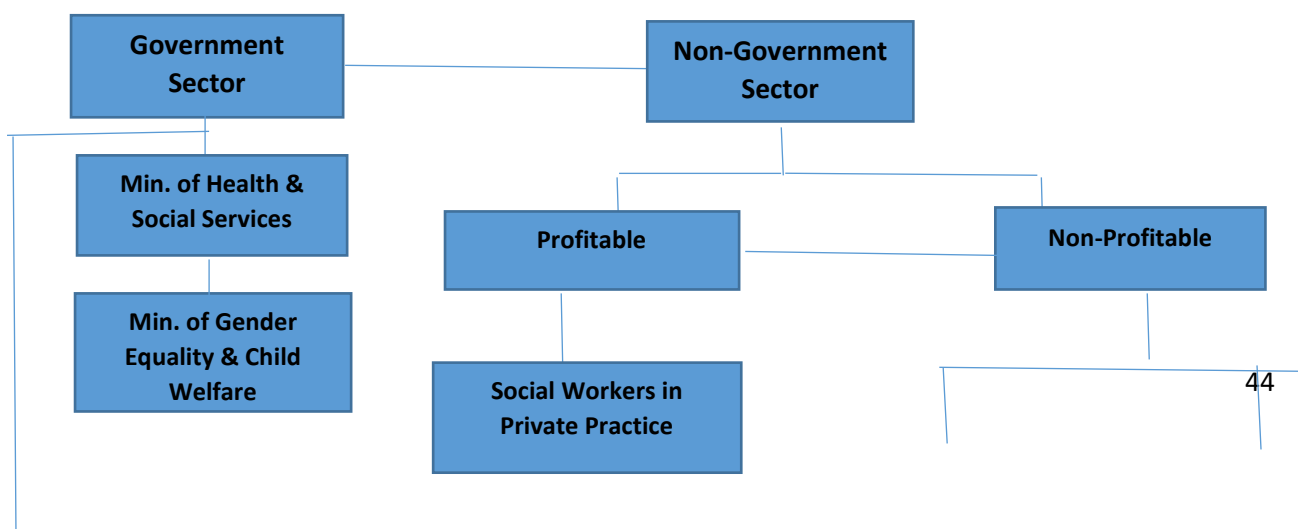 Government
Sector
Non-Government
Sector
Min. of Health &
Social Services
Profitable
Non-Profitable
Min. of Gender
Equality & Child
Welfare
Social Workers in
Private Practice
44